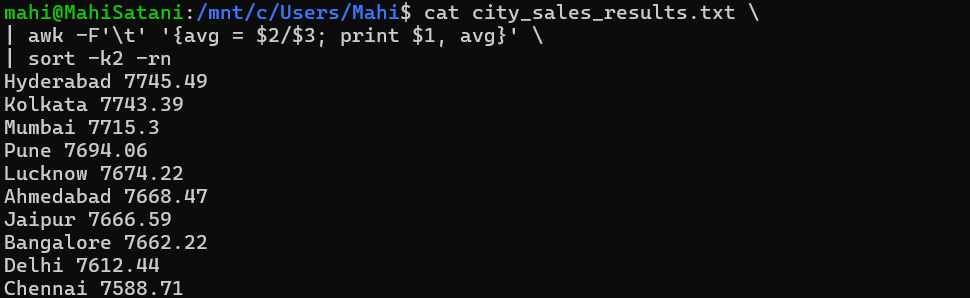 mahi@MahiSatani:/mnt/c/Users/Mahi$ cat city_sales_results.txt \
| awk -F'\t' '{avg = $2/$3; print $1, avg}' \
| sort -k2 -rn
Hyderabad 7745.49
Kolkata 7743.39
Mumbai 7715.3
Pune 7694.06
Lucknow 7674.22
Ahmedabad 7668.47
Jaipur 7666.59
Bangalore 7662.22
Delhi 7612.44
Chennai 7588.71